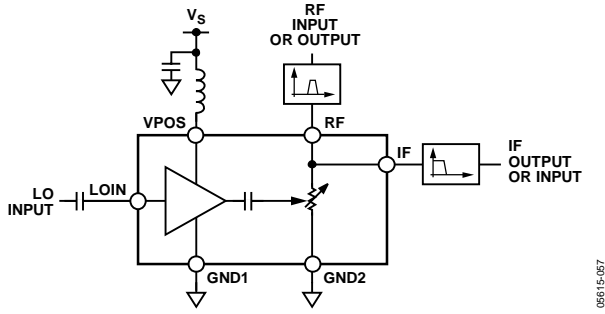 VS
RF
INPUT
OR OUTPUT
VPOS
RF
IF
IF
OUTPUT
OR INPUT
LO
INPUT
LOIN
GND1
GND2
05615-057